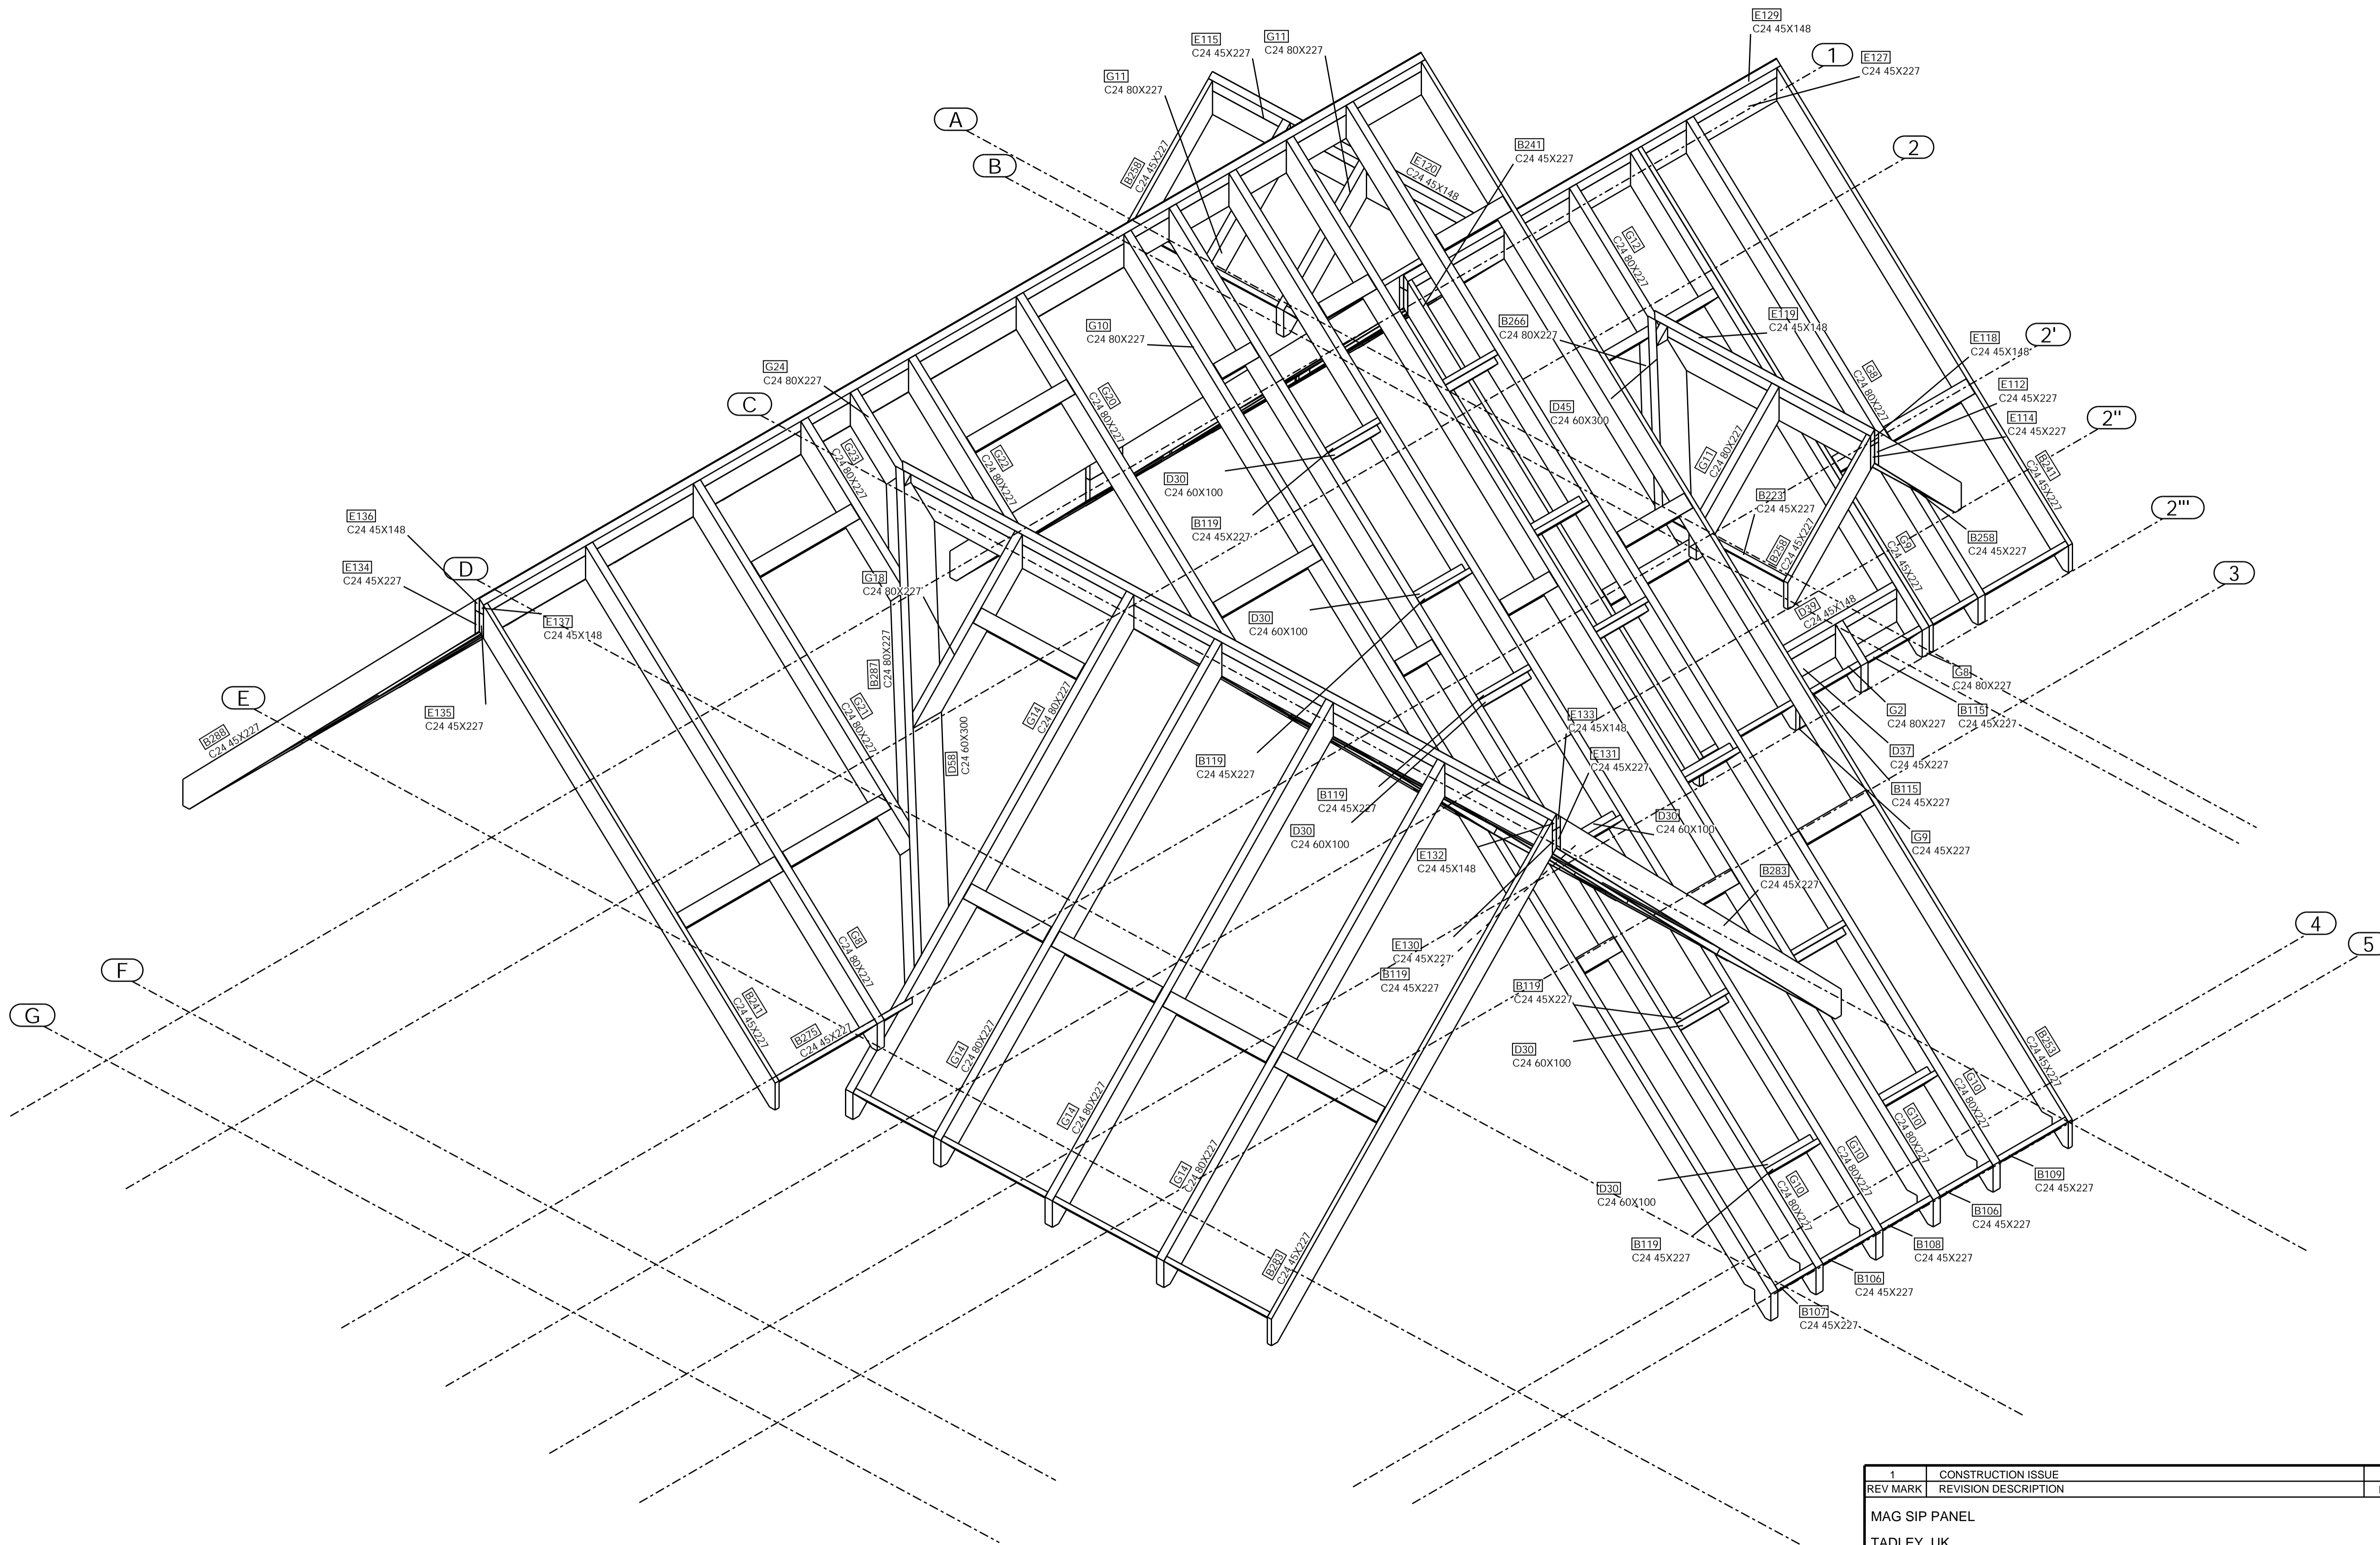 E129
C24 45X148
1
E127
C24 45X227
E115
C24 45X227
G11
C24 80X227
G11
C24 80X227
A
B
2
B241
C24 45X227
B258
C24 45X227
E120
C24 45X148
G12
C24 80X227
G10
C24 80X227
B266
C24 80X227
E119
C24 45X148
E118
C24 45X148
2'
G24
C24 80X227
C
G20
C24 80X227
D45
C24 60X300
G8
C24 80X227
E112
C24 45X227
E114
C24 45X227
2"
G23
C24 80X227
G22
C24 80X227
D30
C24 60X100
G11
C24 80X227
B241
C24 45X227
B223
C24 45X227
2'''
E136
C24 45X148
B119
C24 45X227
B258
C24 45X227
G9
C24 45X227
B258
C24 45X227
D
E134
C24 45X227
G18
C24 80X227
3
E137
C24 45X148
D30
C24 60X100
D39
C24 45X148
E
B287
C24 80X227
G8
C24 80X227
E135
C24 45X227
G21
C24 80X227
G14
C24 80X227
E133
C24 45X148
G2
C24 80X227
B115
C24 45X227
B288
C24 45X227
D58
C24 60X300
B119
C24 45X227
E131
C24 45X227
D37
C24 45X227
B119
C24 45X227
B115
C24 45X227
D30
C24 60X100
D30
C24 60X100
G9
C24 45X227
E132
C24 45X148
B283
C24 45X227
4
G8
C24 80X227
E130
C24 45X227
5
F
B119
C24 45X227
B119
C24 45X227
G
B241
C24 45X227
B275
C24 45X227
G14
C24 80X227
D30
C24 60X100
B253
C24 45X227
G14
C24 80X227
G10
C24 80X227
G10
C24 80X227
G14
C24 80X227
G10
C24 80X227
G10
C24 80X227
D30
C24 60X100
B109
C24 45X227
B106
C24 45X227
B283
C24 45X227
B119
C24 45X227
B108
C24 45X227
B106
C24 45X227
B107
C24 45X227
1 CONSTRUCTION ISSUE
REV MARK REVISION DESCRIPTION
MAG SIP PANEL
TADLEY, UK